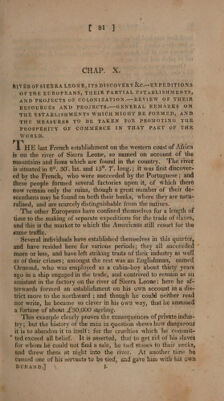 [ 81 ]
CHAP. X.
RIVER OF SIERRA LEONE, ITS DISCOVERY &c.—EXPEDITIONS
OF THE EUROPEANS, THEIR PARTIAL ESTABLISHMENTS,
AND PROJECTS OF COLONIZATION.—REVIEW OF THEIR
RESOURCES AND PROJECTS.—GENERAL REMARKS ON
THE ESTABLISHMENTS WHICH MIGHT BE FORMED, AND
THE MEASURES TO BE TAKEN FOR PROMOTING THE
PROSPERITY OF COMMERCE IN THAT PART OF THE
WORLD.
THE last French establishment on the western coast of Africa
is on the river of Sierra Leone, so named on account of the
mountains and lions which are found in the country. The river
is situated in 8°. 30'. lat. and 15°. 7'. long.; it was first discover-
ed by the French, who were succeeded by the Portuguese; and
these people formed several factories upon it, of which there
now remain only the ruins, though a great number of their de-
scendants may be found on both their banks, where they are natu-
ralised, and are scarcely distinguishable from the natives.
The other Europeans have confined themselves for a length of
time to the making of separate expeditions for the trade of slaves,
and this is the market to which the Americans still resort for the
same traffic.
Several individuals have established themselves in this quarter,
and have resided here for various periods; they all succeeded
more or less, and have left striking traits of their industry as well
as of their crimes; amongst the rest was an Englishman, named
Ormond, who was employed as a cabin-boy about thirty years
ago in a ship engaged in the trade, and contrived to remain as an
assistant in the factory on the river of Sierra Leone: here he af-
terwards formed an establishment on his own account in a dis-
trict more to the northward; and though he could neither read
nor write, he became so clever in his own way, that he amassed
a fortune of about £30,000 sterling.
This example clearly proves the consequences of private indus-
try; but the history of the man in question shews how dangerous
it is to abandon it to itself: for the cruelties which he commit-
ted exceed all belief. It is asserted, that to get rid of his slaves
for whom he could not find a sale, he tied stones to their necks,
and threw them at night into the river. At another time he
caused one of his servants to be tied, and gave him with his own
DURAND.] L